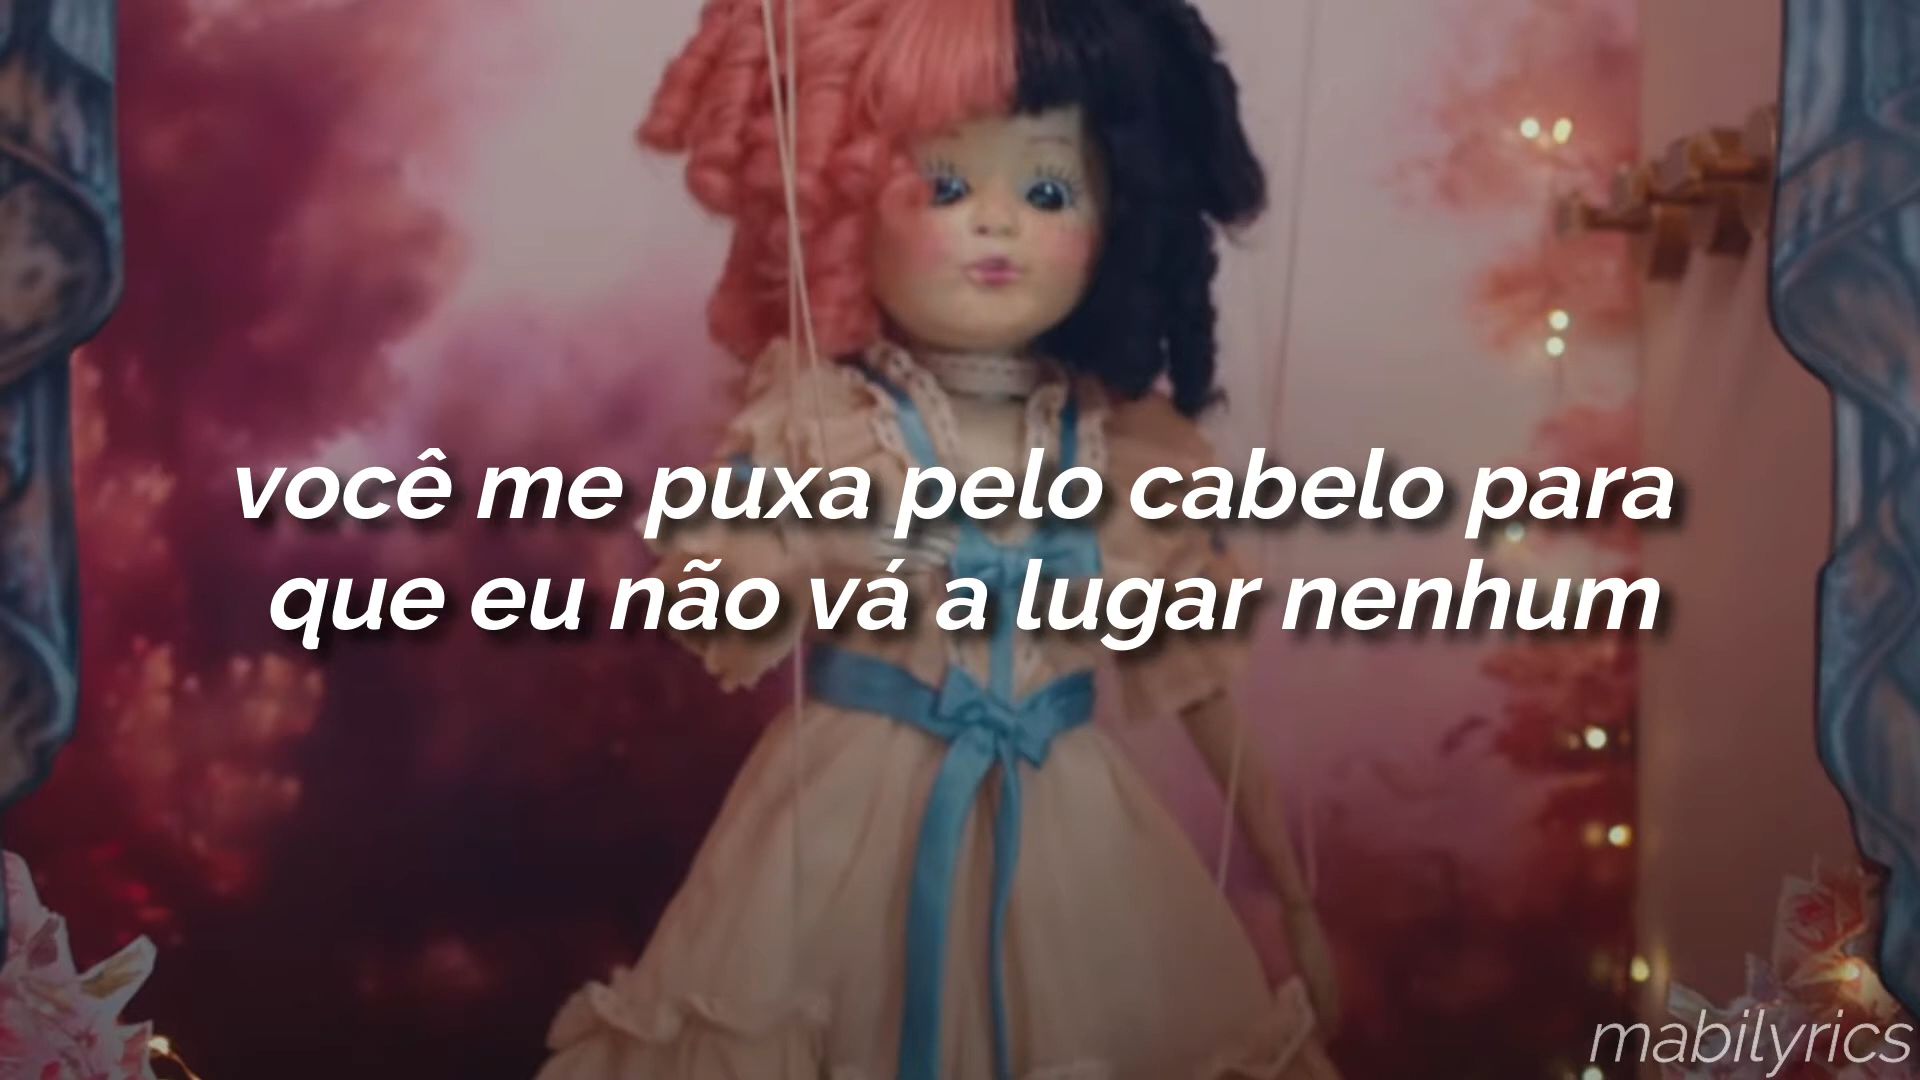 você me puxa pelo cabelo para
que eu não vá a lugar nenhum
mabilyrics